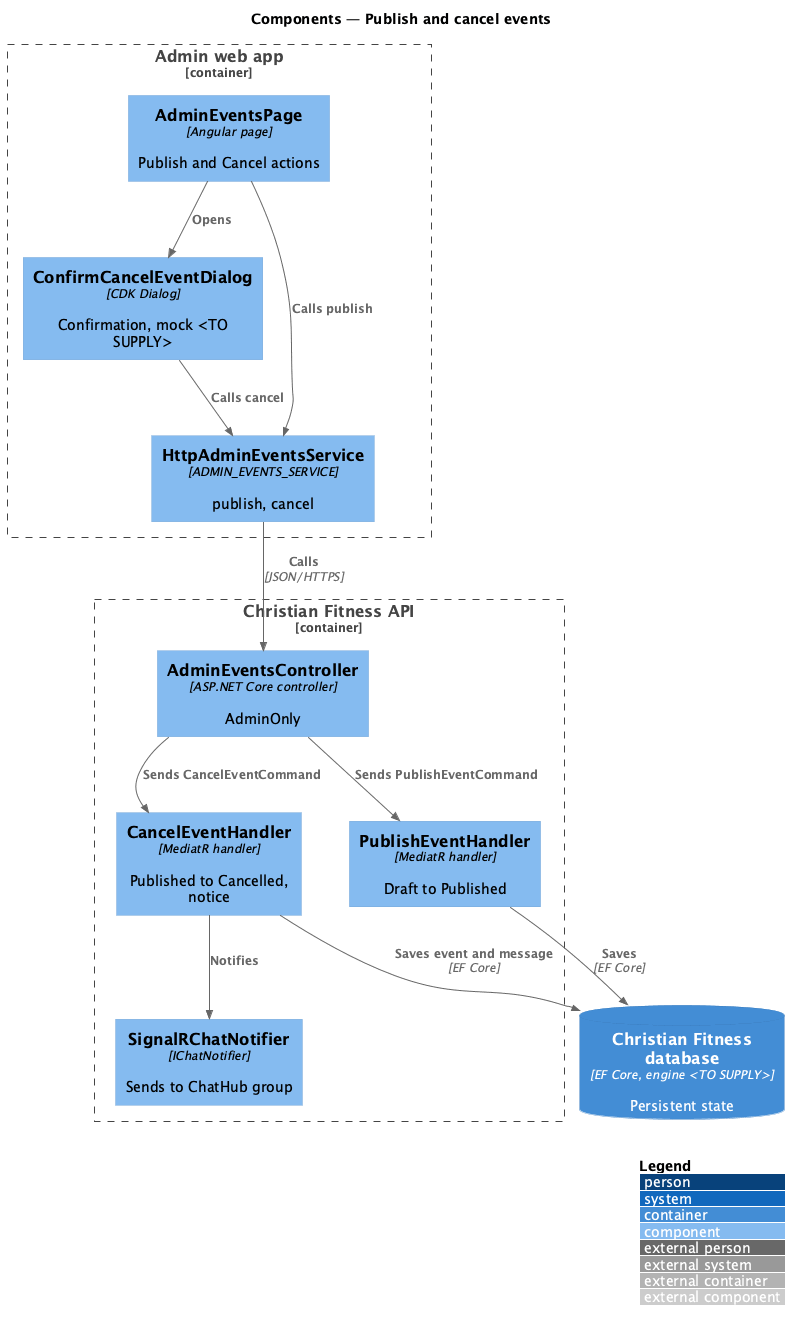 Components — Publish and cancel events
Admin web app
[container]
AdminEventsPage
[Angular page]
Publish and Cancel actions
Opens
ConfirmCancelEventDialog
[CDK Dialog]
Confirmation, mock <TO
SUPPLY>
Calls publish
Calls cancel
HttpAdminEventsService
[ADMIN_EVENTS_SERVICE]
publish, cancel
Calls
[JSON/HTTPS]
Christian Fitness API
[container]
AdminEventsController
[ASP.NET Core controller]
AdminOnly
Sends CancelEventCommand
Sends PublishEventCommand
CancelEventHandler
[MediatR handler]
Published to Cancelled,
notice
PublishEventHandler
[MediatR handler]
Draft to Published
Notifies
Saves event and message
[EF Core]
Saves
[EF Core]
SignalRChatNotifier
[IChatNotifier]
Sends to ChatHub group
Christian Fitness
database
[EF Core, engine <TO SUPPLY>]
Persistent state
Legend
person
system
container
component
external person
external system
external container
external component